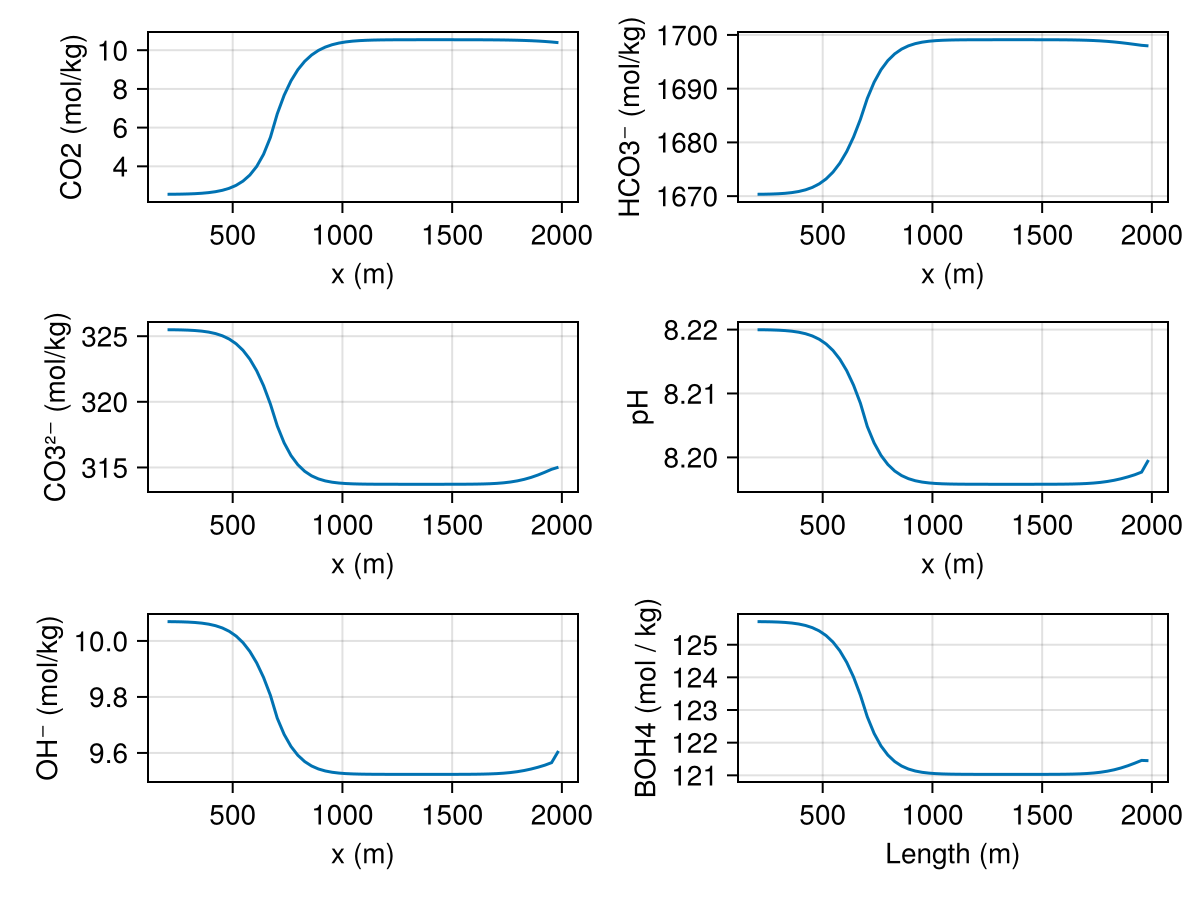 CO2 (mol/kg)
10
8
6
4
500 1000 1500 2000
x (m)
HCO3⁻ (mol/kg)
1700
1690
1680
1670
500 1000 1500 2000
x (m)
CO3²⁻ (mol/kg)
325
320
315
500 1000 1500 2000
x (m)
pH
8.22
8.21
8.20
500 1000 1500 2000
x (m)
OH⁻ (mol/kg)
10.0
9.8
9.6
500 1000 1500 2000
x (m)
BOH4 (mol / kg)
125
124
123
122
121
500 1000 1500 2000
Length (m)